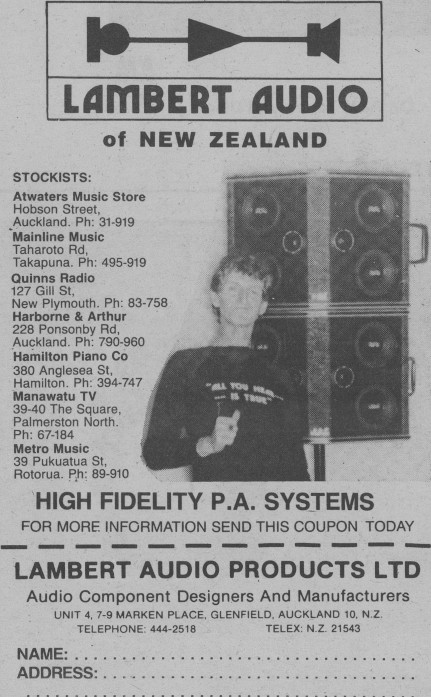 LAMBERT AUDIO
of NEW ZEALAND
STOCKISTS:
Atwaters Music Store
Hobson Street,
Auckland. Ph: 31-919
Mainline Music
Taharoto Rd,
Takapuna. Ph: 495-919
Quinns Radio
127 Gill St,
New Plymouth. Ph: 83-758
Harborne & Arthur
228 Ponsonby Rd,
Auckland. Ph: 790-960
Hamilton Piano Co
380 Anglesea St,
Hamilton. Ph: 394-747
Manawatu TV
39-40 The Square,
Palmerston North.
Ph: 67-184
Metro Music
39 Pukuatua St,
Rotorua. Ph: 89-910
"ALL YOU HEAR
IS TRUE"
HIGH FIDELITY P.A. SYSTEMS
FOR MORE INFORMATION SEND THIS COUPON TODAY
LAMBERT AUDIO PRODUCTS LTD
Audio Component Designers And Manufacturers
UNIT 4, 7-9 MARKEN PLACE, GLENFIELD, AUCKLAND 10, N.Z.
TELEPHONE: 444-2518 TELEX: N.Z. 21543
NAME:
ADDRESS: